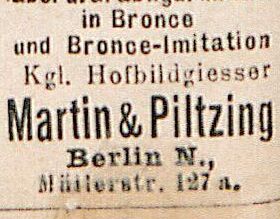 in Bronce
und Bronce-Imitation
Kgl. Hofbildgiesser
Martin & Piltzing
Berlin N.,
Müllerstr. 127 a.